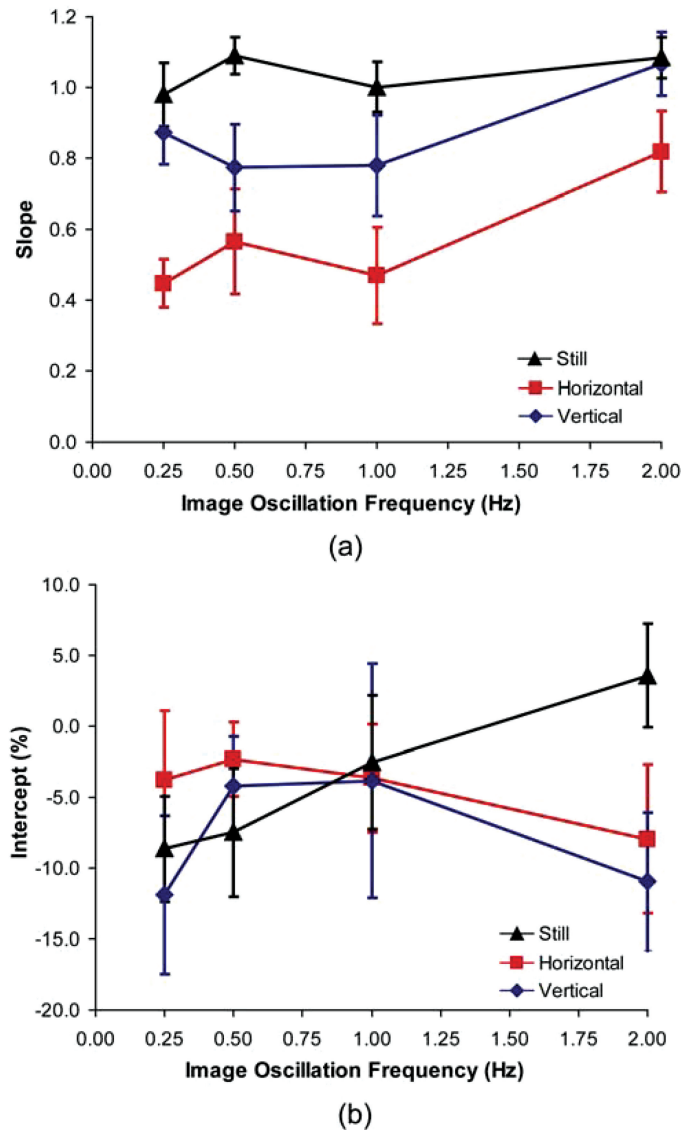 1.2
1.0
0.8
0.6
0.4
0.2
0.0
Slope
Still
Horizontal
Vertical
0.00 0.25 0.50 0.75 1.00 1.25 1.50 1.75 2.00
Image Oscillation Frequency (Hz)
(a)
10.0
5.0
0.0
-5.0
-10.0
-15.0
-20.0
Intercept (%)
Still
Horizontal
Vertical
0.00 0.25 0.50 0.75 1.00 1.25 1.50 1.75 2.00
Image Oscillation Frequency (Hz)
(b)